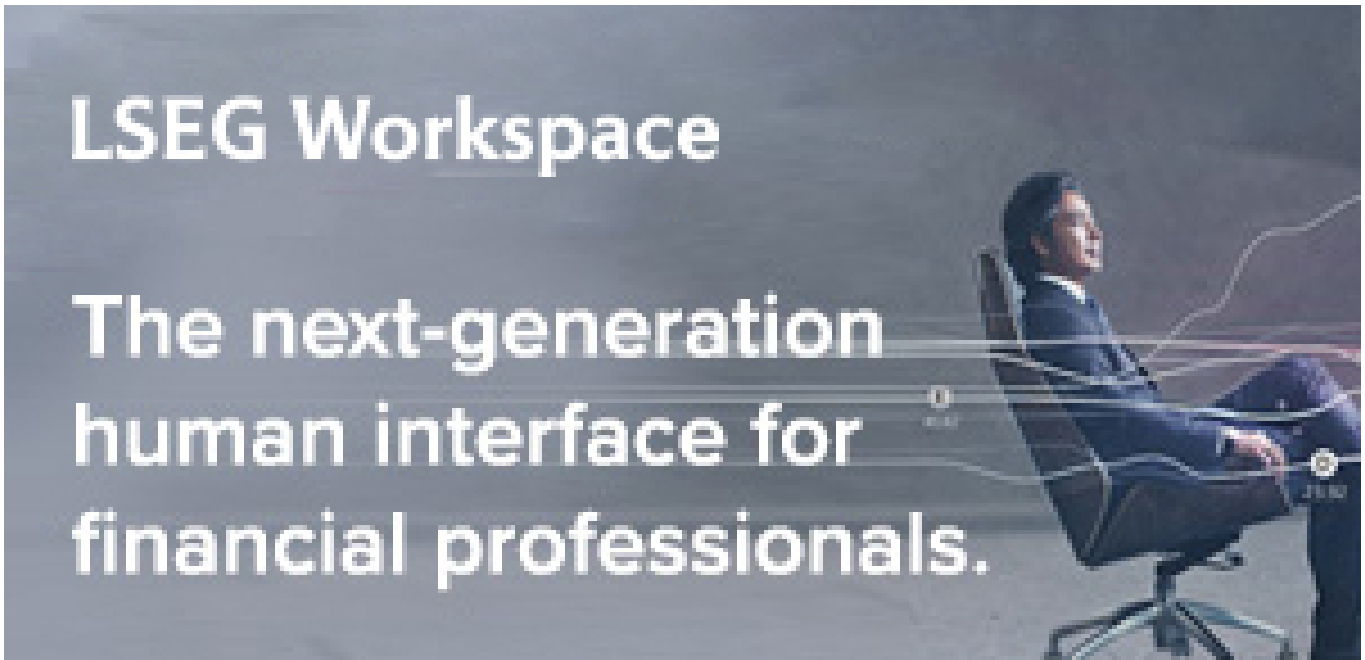 LSEG Workspace
The next-generation
human interface for
financial professionals.